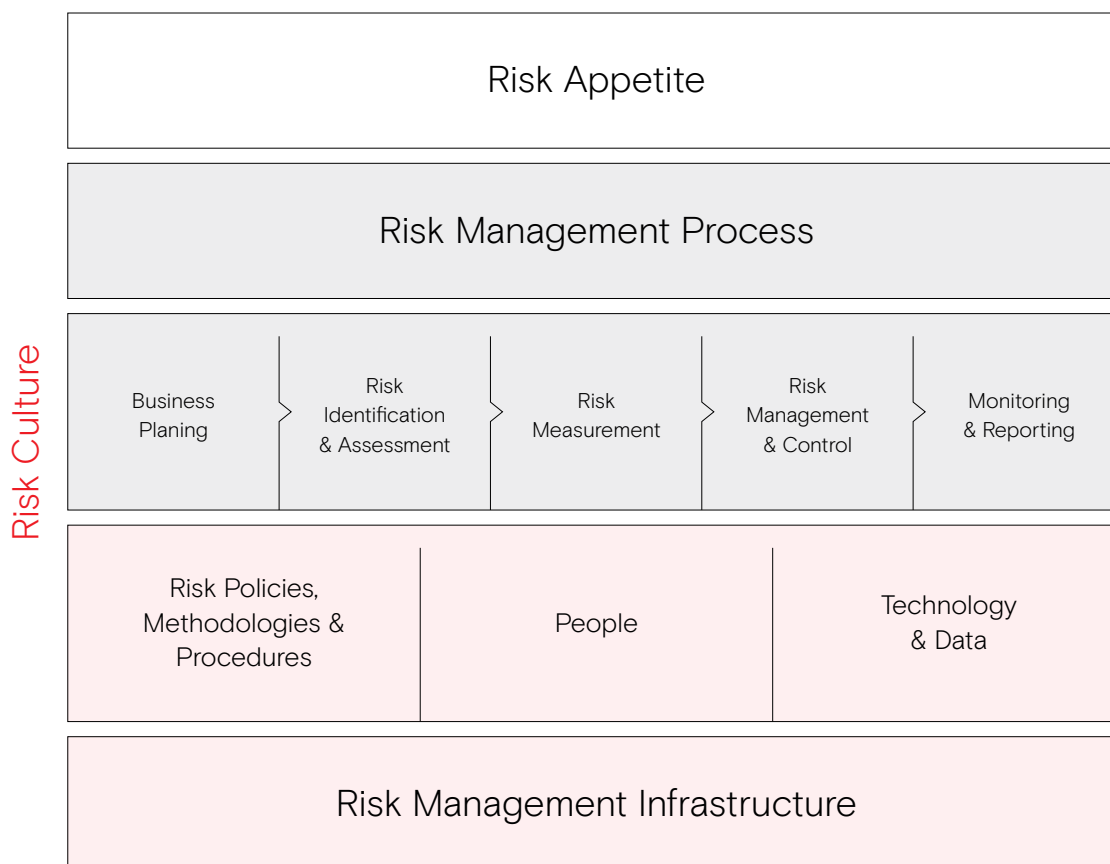 Risk Culture
Risk Appetite
Risk Management Process
Business
Planing
Risk
Identification
& Assessment
Risk
Measurement
Risk
Management
& Control
Monitoring
& Reporting
Risk Policies,
Methodologies &
Procedures
People
Technology
& Data
Risk Management Infrastructure